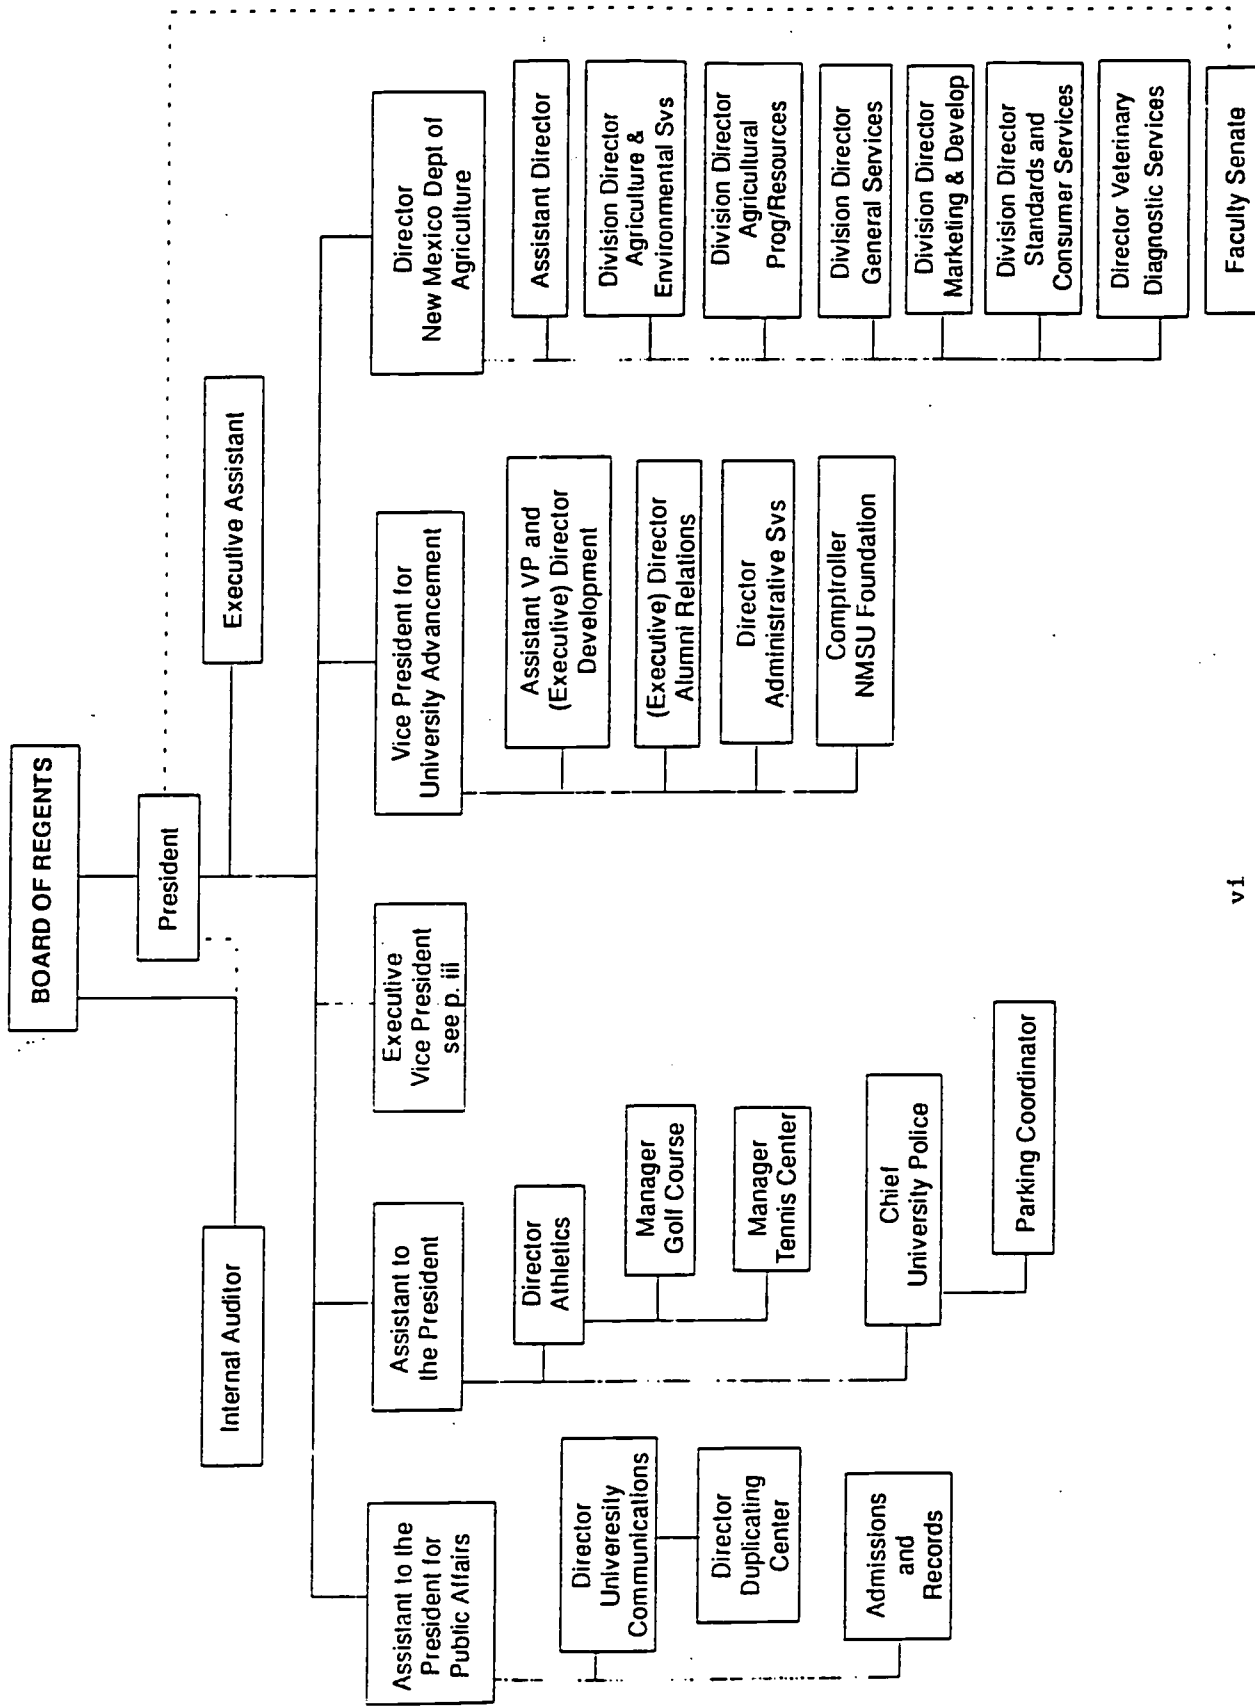 BOARD OF REGENTS
President
Internal Auditor
Executive Assistant
Assistant to the
President for
Public Affairs
Director
Univeresity
Communications
Director
Duplicating
Center
Admissions
and
Records
Assistant to
the President
Director
Athletics
Manager
Golf Course
Manager
Tennis Center
Chief
University Police
Parking Coordinator
Executive
Vice President
see p. iii
Vice President for
University Advancement
Assistant VP and
(Executive) Director
Development
(Executive) Director
Alumni Relations
Director
Administrative Svs
Comptroller
NMSU Foundation
Director
New Mexico Dept of
Agriculture
Assistant Director
Division Director
Agriculture &
Environmental Svs
Division Director
Agricultural
Prog/Resources
Division Director
General Services
Division Director
Marketing & Develop
Division Director
Standards and
Consumer Services
Director Veterinary
Diagnostic Services
Faculty Senate
vi